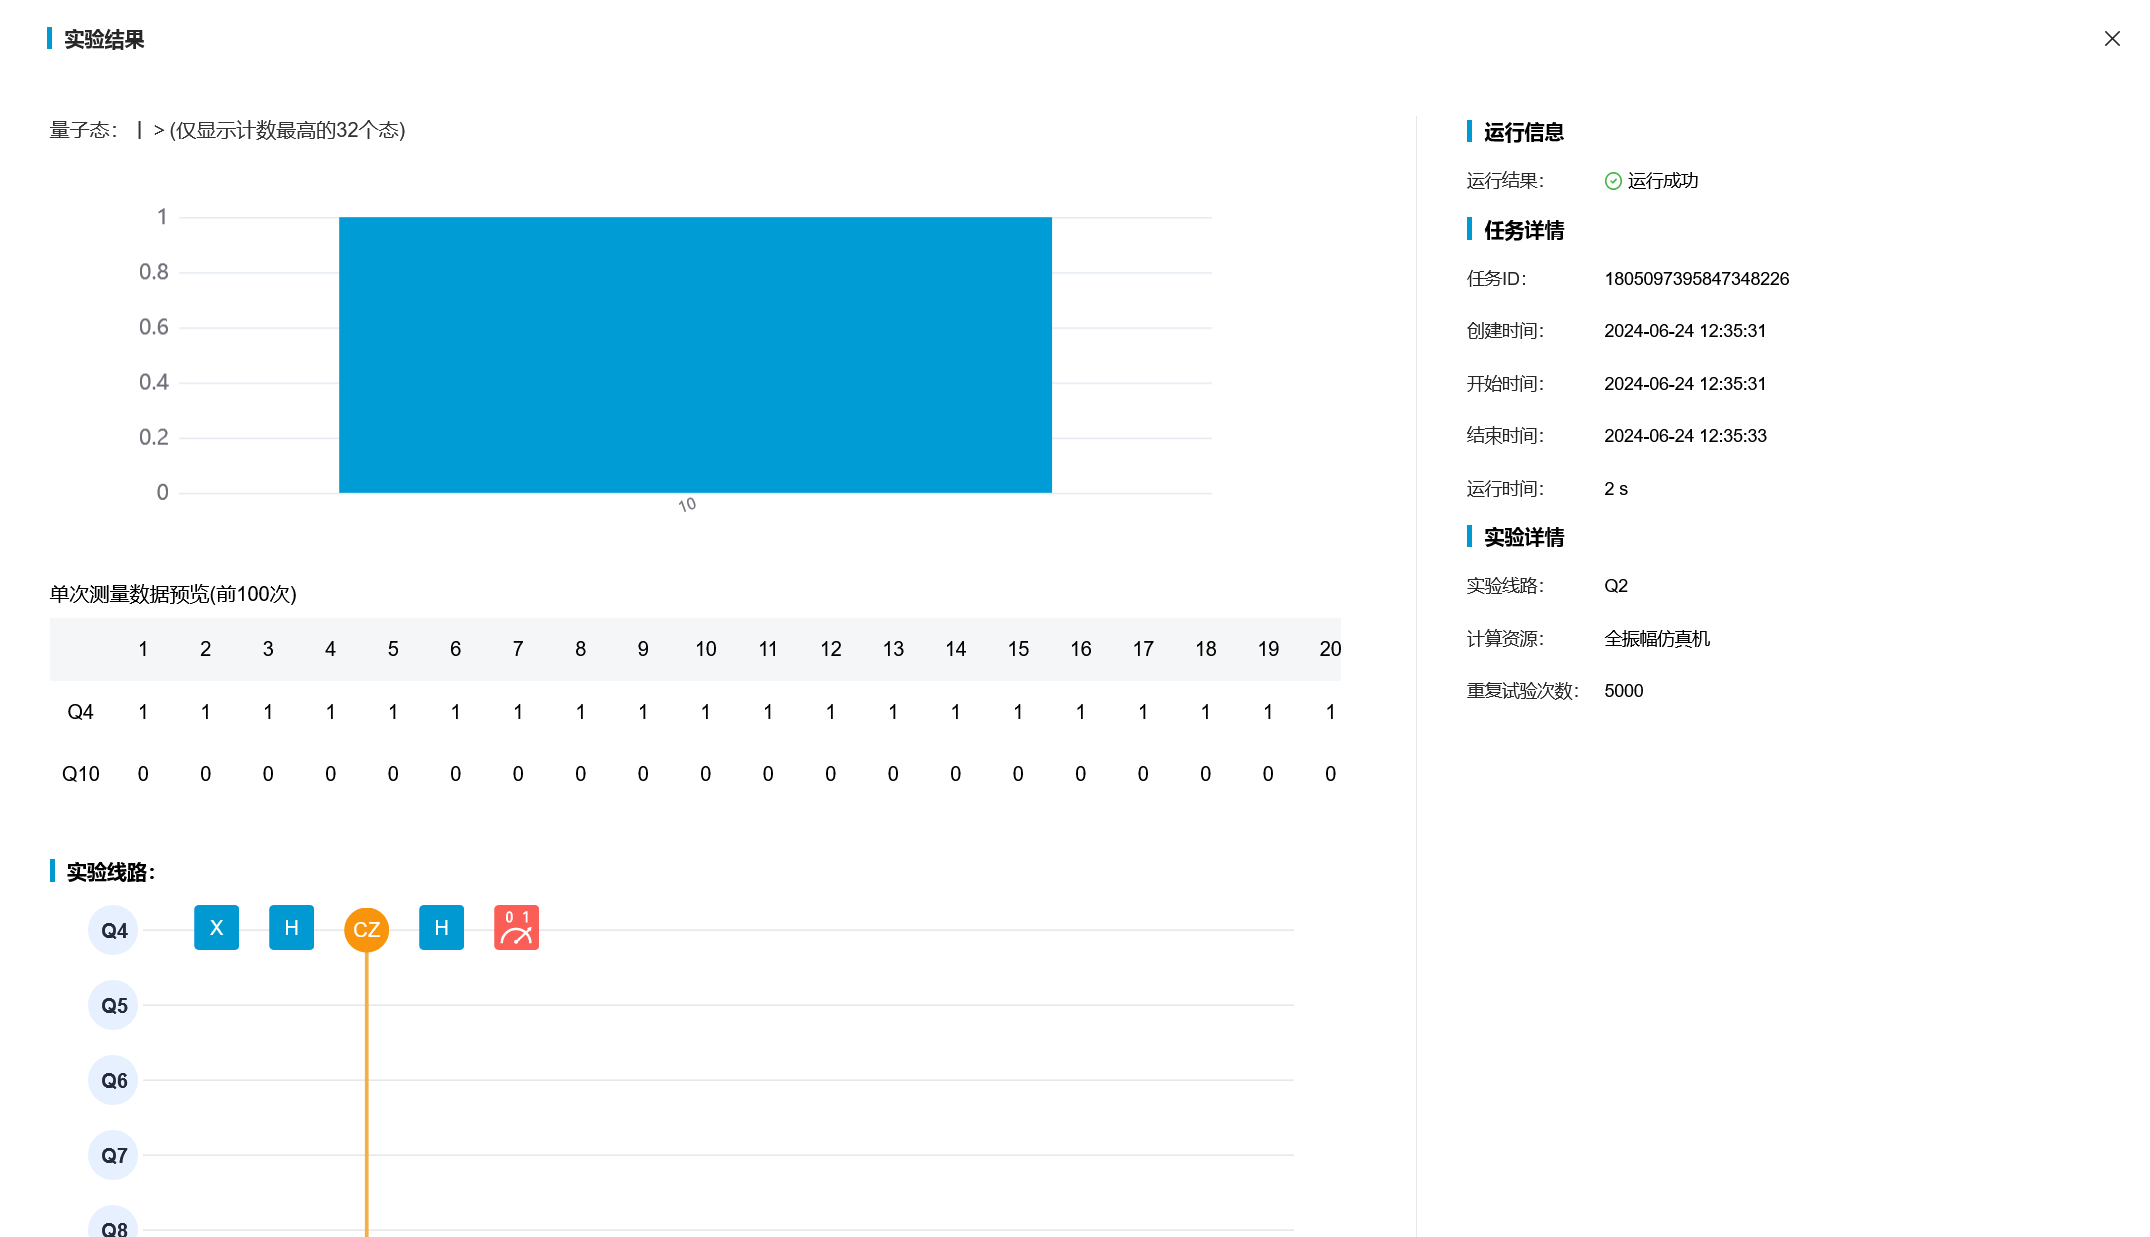 实验结果
量子态： | > (仅显示计数最高的32个态)
1
0.8
0.6
0.4
0.2
0
10
单次测量数据预览(前100次)
1 2 3 4 5 6 7 8 9 10 11 12 13 14 15 16 17 18 19 20
Q4 1 1 1 1 1 1 1 1 1 1 1 1 1 1 1 1 1 1 1 1
Q10 0 0 0 0 0 0 0 0 0 0 0 0 0 0 0 0 0 0 0 0
实验线路：
Q4 X H CZ H 0 1
Q5
Q6
Q7
Q8
运行信息
运行结果： 运行成功
任务详情
任务ID： 1805097395847348226
创建时间： 2024-06-24 12:35:31
开始时间： 2024-06-24 12:35:31
结束时间： 2024-06-24 12:35:33
运行时间： 2 s
实验详情
实验线路： Q2
计算资源： 全振幅仿真机
重复试验次数： 5000